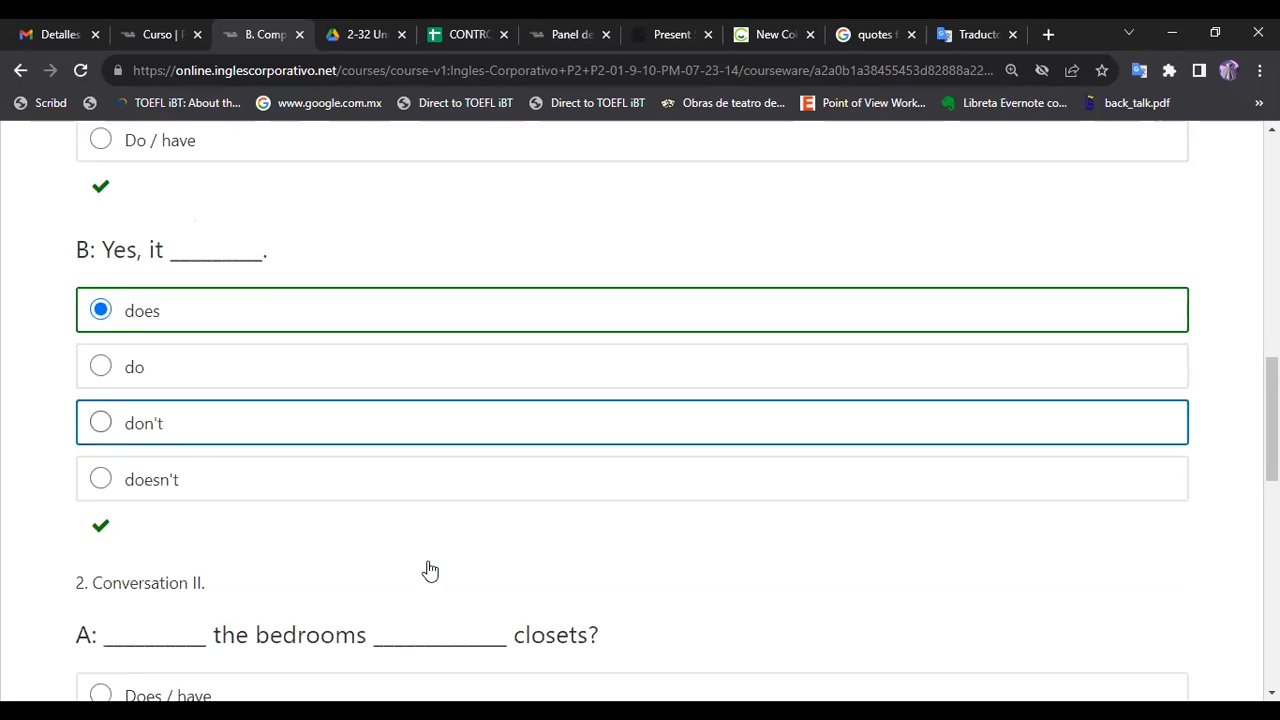 Detalles
Curso | F
B. Comp
2-32 Uni
CONTRO
Panel de
Present
New Col
quotes f
Traducto
https://online.inglescorporativo.net/courses/course-v1:Ingles-Corporativo+P2+P2-01-9-10-PM-07-23-14/courseware/a2a0b1a38455453d82888a22...
Scribd
TOEFL iBT: About th...
www.google.com.mx
Direct to TOEFL iBT
Direct to TOEFL iBT
Obras de teatro de...
Point of View Work...
Libreta Evernote co...
back_talk.pdf
»
Do / have
B: Yes, it _________.
does
do
don't
doesn't
2. Conversation II.
A: __________ the bedrooms _____________ closets?
Does / have